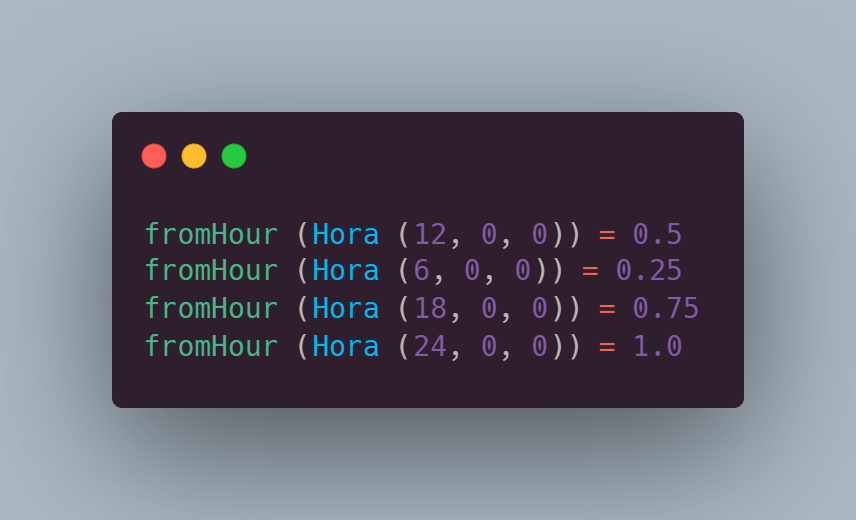 fromHour (Hora (12, 0, 0)) = 0.5
fromHour (Hora (6, 0, 0)) = 0.25
fromHour (Hora (18, 0, 0)) = 0.75
fromHour (Hora (24, 0, 0)) = 1.0